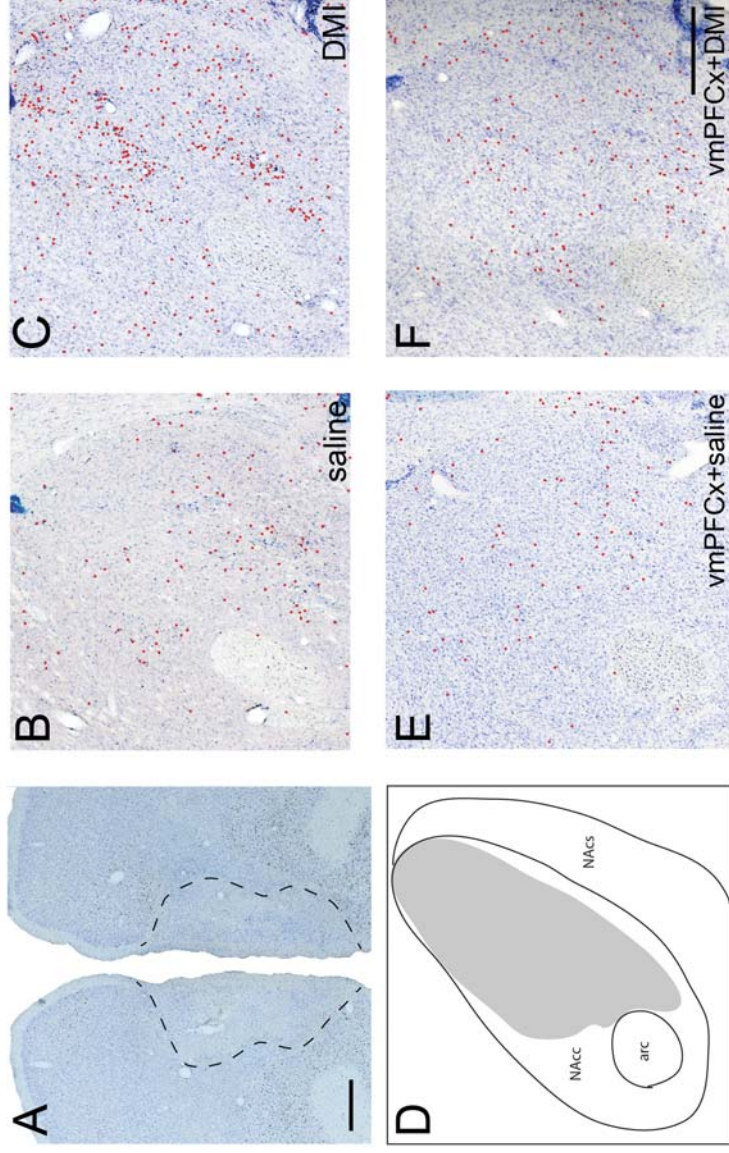 A
B
saline
C
DMI
D
NAcc
NAcs
arc
E
vmPFCx+saline
F
vmPFCx+DMI